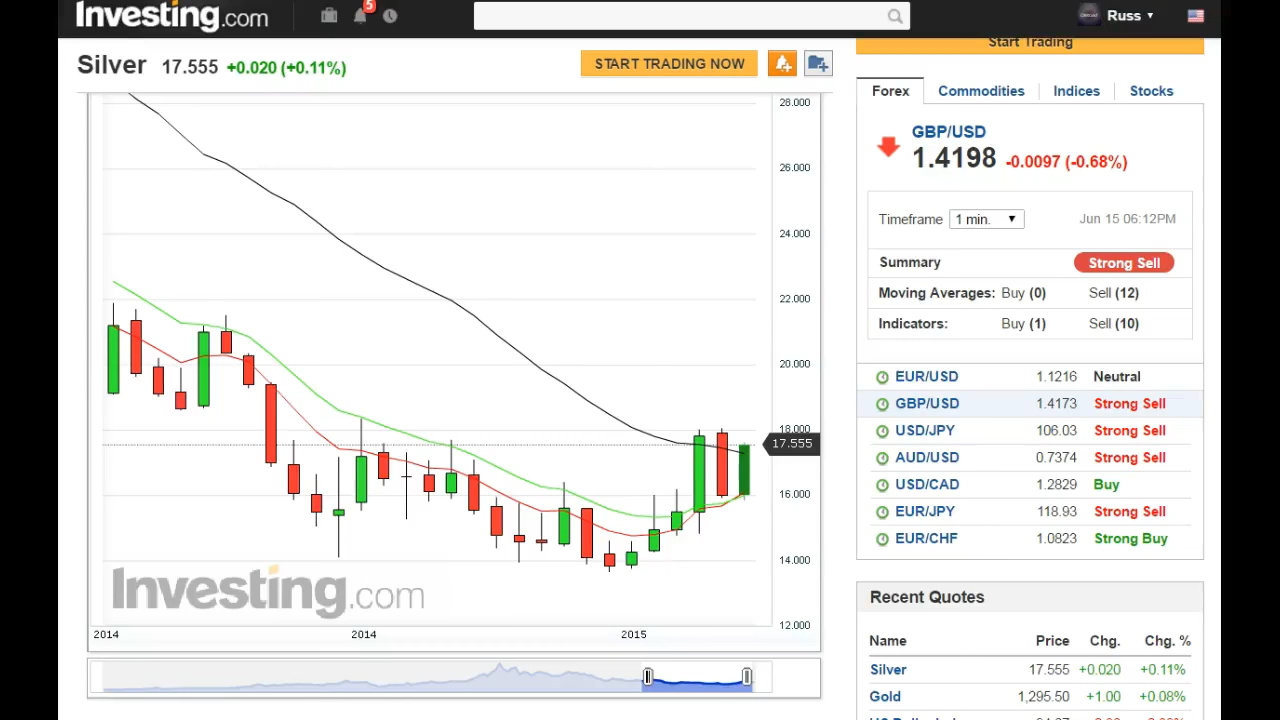 Investing.com
5
Russ
Silver 17.555 +0.020 (+0.11%)
START TRADING NOW
28.000
26.000
24.000
22.000
20.000
18.000
17.555
16.000
14.000
12.000
Investing.com
2014 2014 2015
Start Trading
Forex Commodities Indices Stocks
GBP/USD
1.4198 -0.0097 (-0.68%)
Timeframe 1 min. Jun 15 06:12PM
Summary Strong Sell
Moving Averages: Buy (0) Sell (12)
Indicators: Buy (1) Sell (10)
EUR/USD 1.1216 Neutral
GBP/USD 1.4173 Strong Sell
USD/JPY 106.03 Strong Sell
AUD/USD 0.7374 Strong Sell
USD/CAD 1.2829 Buy
EUR/JPY 118.93 Strong Sell
EUR/CHF 1.0823 Strong Buy
Recent Quotes
Name Price Chg. Chg. %
Silver 17.555 +0.020 +0.11%
Gold 1,295.50 +1.00 +0.08%